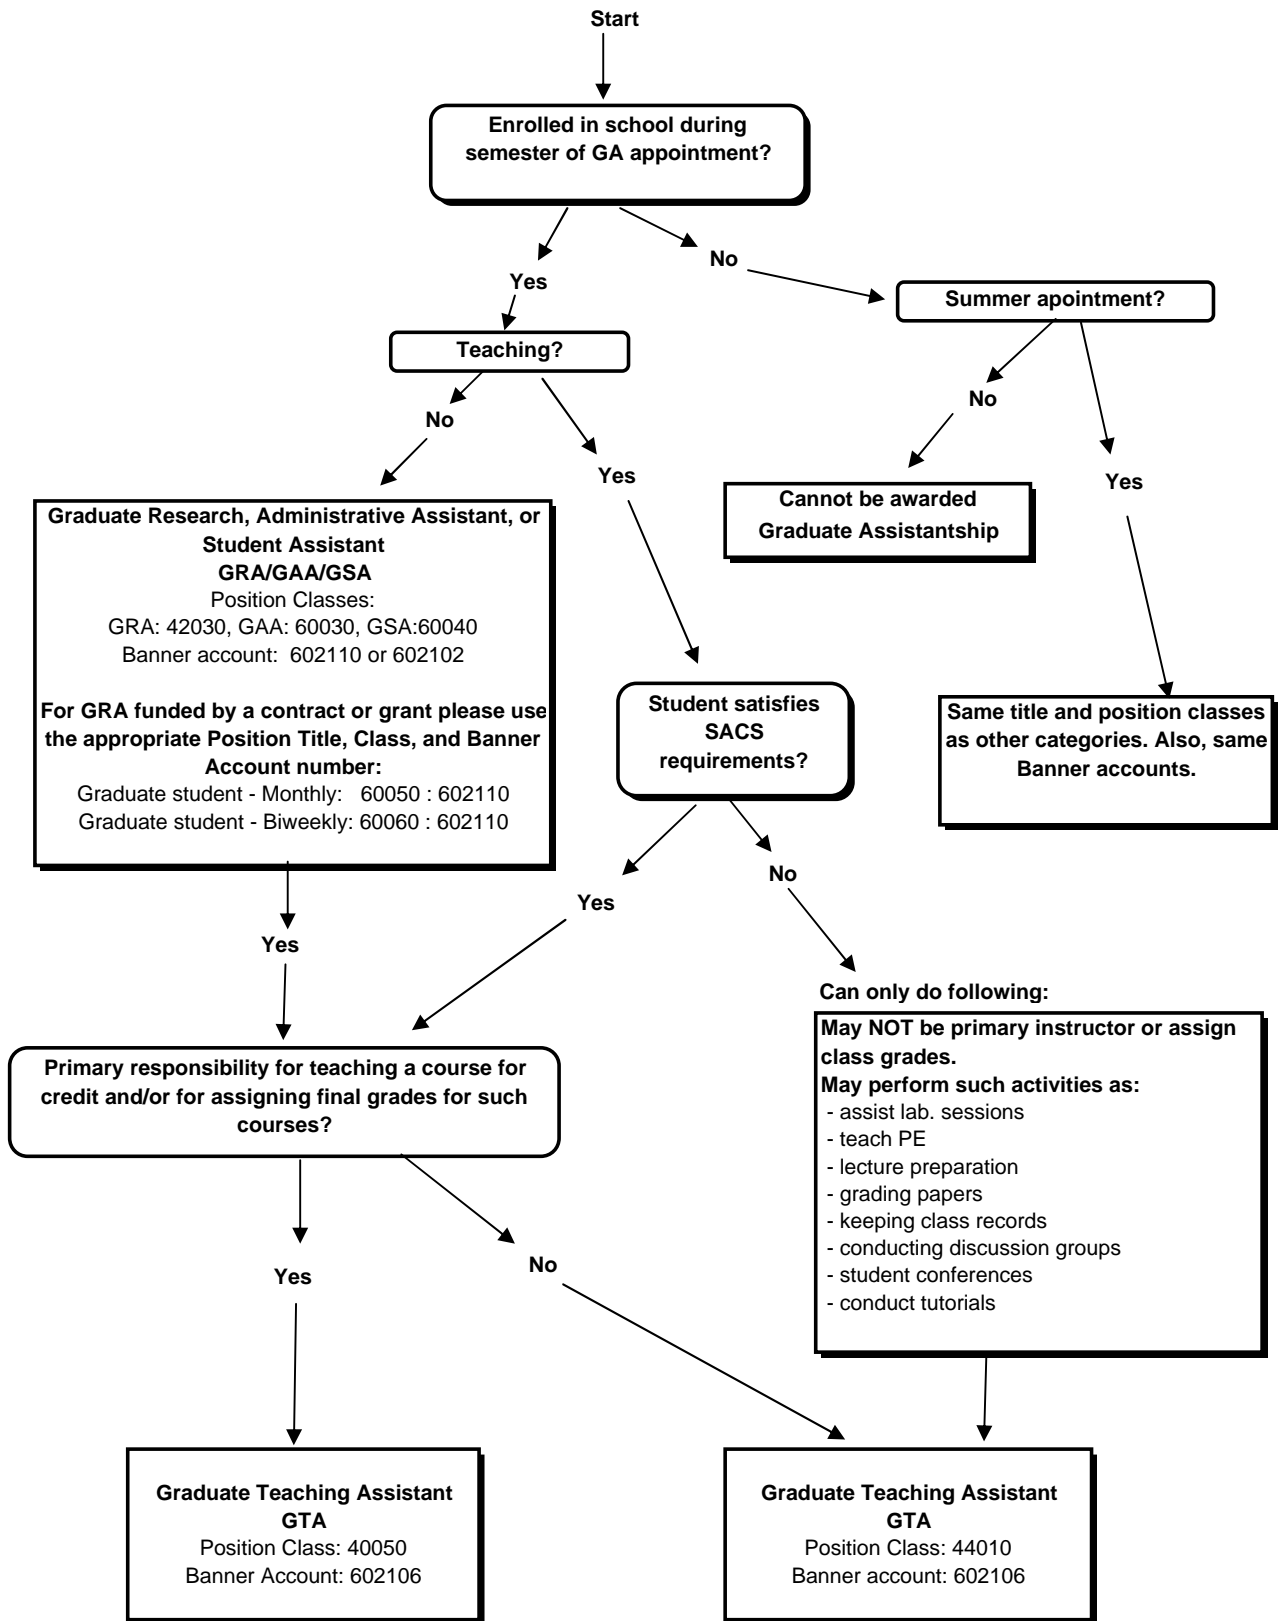 Start
Enrolled in school during
semester of GA appointment?
No
Yes
Summer apointment?
Teaching?
No
No
Yes
Yes
Cannot be awarded
Graduate Assistantship
Graduate Research, Administrative Assistant, or
Student Assistant
GRA/GAA/GSA
Position Classes:
GRA: 42030, GAA: 60030, GSA:60040
Banner account:  602110 or 602102
For GRA funded by a contract or grant please use
the appropriate Position Title, Class, and Banner
Account number:
Graduate student - Monthly:   60050 : 602110
Graduate student - Biweekly: 60060 : 602110
Student satisfies
SACS
requirements?
Same title and position classes
as other categories. Also, same
Banner accounts.
No
Yes
Yes
Can only do following:
May NOT be primary instructor or assign
class grades.
May perform such activities as:
- assist lab. sessions
- teach PE
- lecture preparation
- grading papers
- keeping class records
- conducting discussion groups
- student conferences
- conduct tutorials
Primary responsibility for teaching a course for
credit and/or for assigning final grades for such
courses?
Yes
No
Graduate Teaching Assistant
GTA
Position Class: 40050
Banner Account: 602106
Graduate Teaching Assistant
GTA
Position Class: 44010
Banner account: 602106